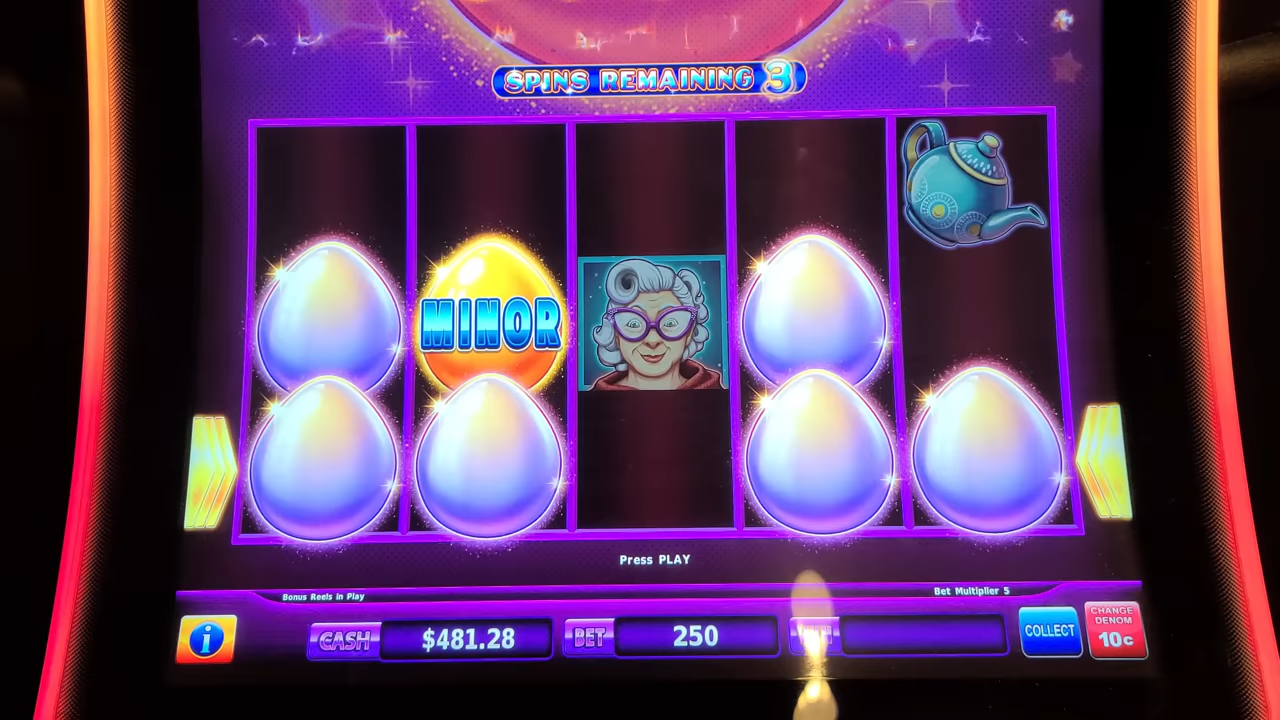 SPINS REMAINING 3
MINOR
Press PLAY
Bonus Reels in Play
Bet Multiplier 5
CASH $481.28
BET 250
COLLECT
CHANGE
DENOM
10¢